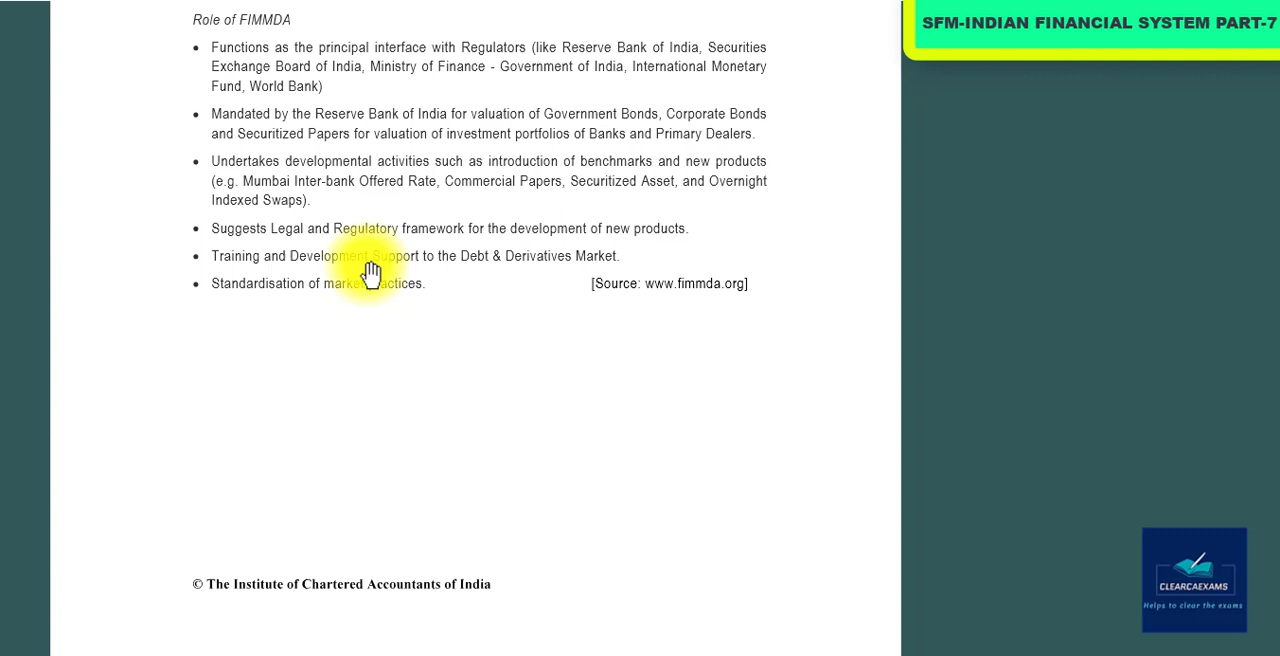 SFM-INDIAN FINANCIAL SYSTEM PART-7
Role of FIMMDA
• Functions as the principal interface with Regulators (like Reserve Bank of India, Securities
Exchange Board of India, Ministry of Finance - Government of India, International Monetary
Fund, World Bank)
• Mandated by the Reserve Bank of India for valuation of Government Bonds, Corporate Bonds
and Securitized Papers for valuation of investment portfolios of Banks and Primary Dealers.
• Undertakes developmental activities such as introduction of benchmarks and new products
(e.g. Mumbai Inter-bank Offered Rate, Commercial Papers, Securitized Asset, and Overnight
Indexed Swaps).
• Suggests Legal and Regulatory framework for the development of new products.
• Training and Development Support to the Debt & Derivatives Market.
• Standardisation of market practices. [Source: www.fimmda.org]
© The Institute of Chartered Accountants of India
CLEARCAEXAMS
Helps to clear the exams